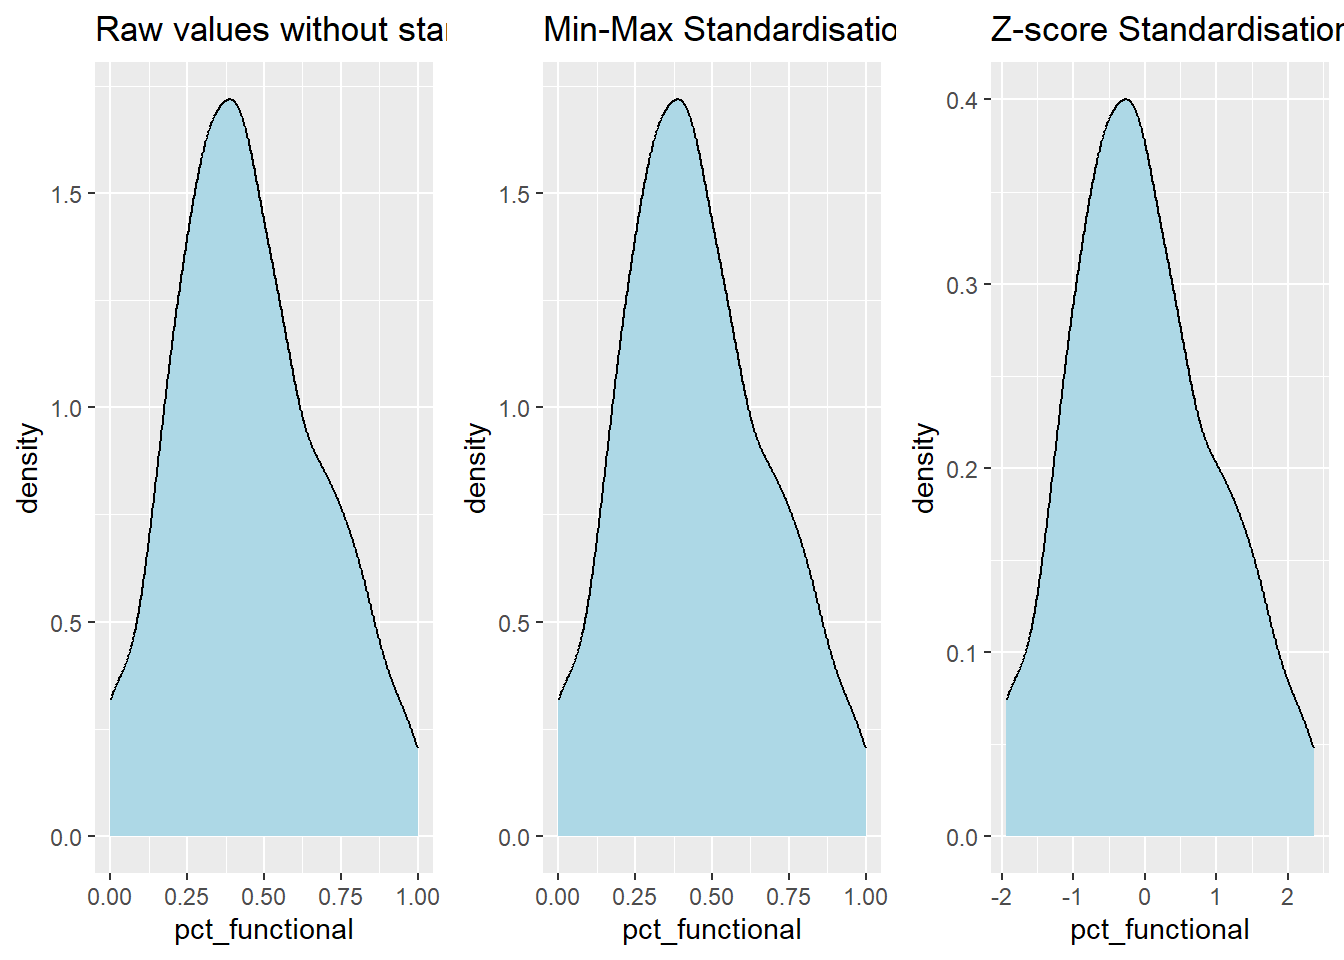 Raw values without star
1.5
1.0
0.5
0.0
density
0.00 0.25 0.50 0.75 1.00
pct_functional
Min-Max Standardisatio
1.5
1.0
0.5
0.0
density
0.00 0.25 0.50 0.75 1.00
pct_functional
Z-score Standardisation
0.4
0.3
0.2
0.1
0.0
density
-2 -1 0 1 2
pct_functional